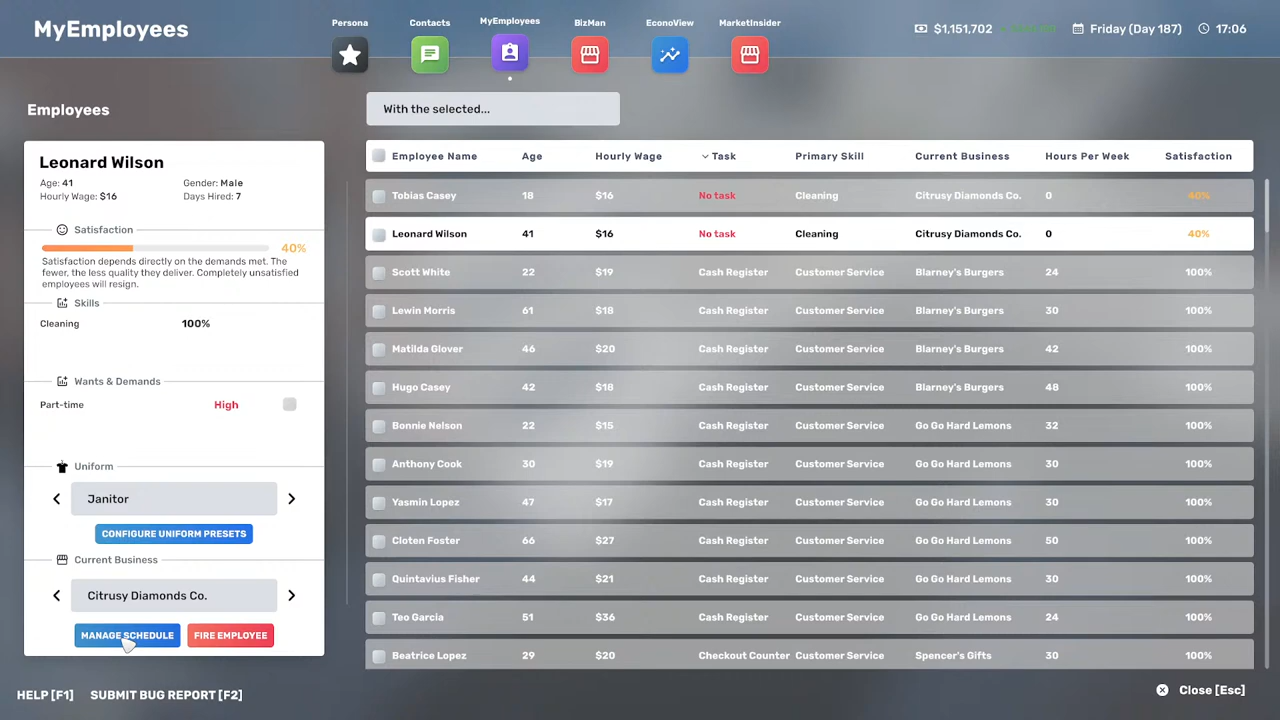 MyEmployees
Persona
Contacts
MyEmployees
BizMan
EconoView
MarketInsider
$1,151,702
Friday (Day 187)
17:06
Employees
With the selected...
Leonard Wilson
Age: 41
Gender: Male
Hourly Wage: $16
Days Hired: 7
Satisfaction
40%
Satisfaction depends directly on the demands met. The
fewer, the less quality they deliver. Completely unsatisfied
employees will resign.
Skills
Cleaning 100%
Wants & Demands
Part-time High
Uniform
Janitor
CONFIGURE UNIFORM PRESETS
Current Business
Citrusy Diamonds Co.
MANAGE SCHEDULE
FIRE EMPLOYEE
Employee Name Age Hourly Wage Task Primary Skill Current Business Hours Per Week Satisfaction
Tobias Casey 18 $16 No task Cleaning Citrusy Diamonds Co. 0 40%
Leonard Wilson 41 $16 No task Cleaning Citrusy Diamonds Co. 0 40%
Scott White 22 $19 Cash Register Customer Service Blarney's Burgers 24 100%
Lewin Morris 61 $18 Cash Register Customer Service Blarney's Burgers 30 100%
Matilda Glover 46 $20 Cash Register Customer Service Blarney's Burgers 42 100%
Hugo Casey 42 $18 Cash Register Customer Service Blarney's Burgers 48 100%
Bonnie Nelson 22 $15 Cash Register Customer Service Go Go Hard Lemons 32 100%
Anthony Cook 30 $19 Cash Register Customer Service Go Go Hard Lemons 30 100%
Yasmin Lopez 47 $17 Cash Register Customer Service Go Go Hard Lemons 30 100%
Cloten Foster 66 $27 Cash Register Customer Service Go Go Hard Lemons 50 100%
Quintavius Fisher 44 $21 Cash Register Customer Service Go Go Hard Lemons 30 100%
Teo Garcia 51 $36 Cash Register Customer Service Go Go Hard Lemons 24 100%
Beatrice Lopez 29 $20 Checkout Counter Customer Service Spencer's Gifts 30 100%
HELP [F1]
SUBMIT BUG REPORT [F2]
Close [Esc]